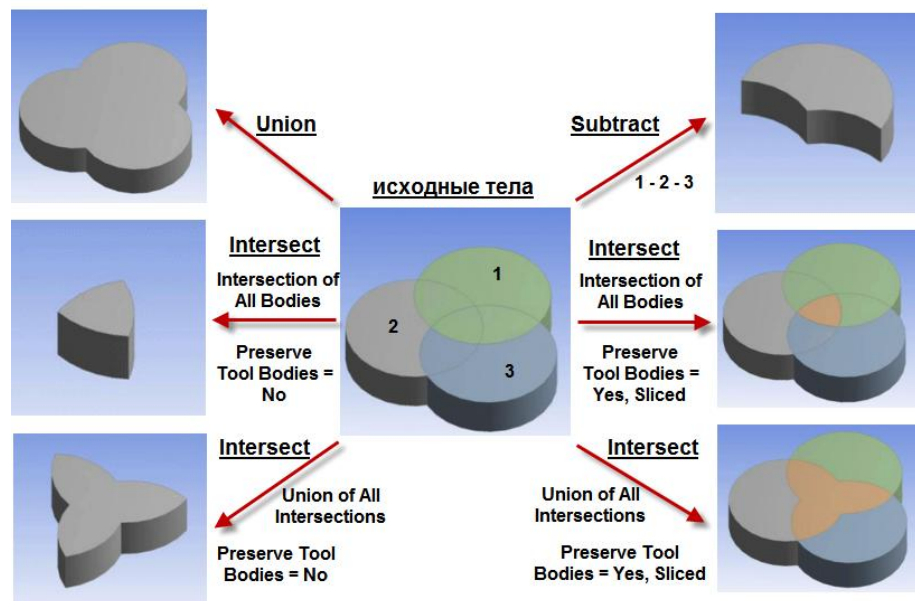 Union
Subtract
1 - 2 - 3
исходные тела
1
2
3
Intersect
Intersection of
All Bodies
Preserve
Tool Bodies =
No
Intersect
Intersection of
All Bodies
Preserve
Tool Bodies =
Yes, Sliced
Intersect
Union of All
Intersections
Preserve Tool
Bodies = No
Intersect
Union of All
Intersections
Preserve Tool
Bodies = Yes, Sliced